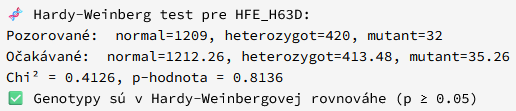 🧬 Hardy-Weinberg test pre HFE_H63D:
Pozorované:  normal=1209, heterozygot=420, mutant=32
Očakávané:  normal=1212.26, heterozygot=413.48, mutant=35.26
Chi² = 0.4126, p-hodnota = 0.8136
✅ Genotypy sú v Hardy-Weinbergovej rovnováhe (p ≥ 0.05)